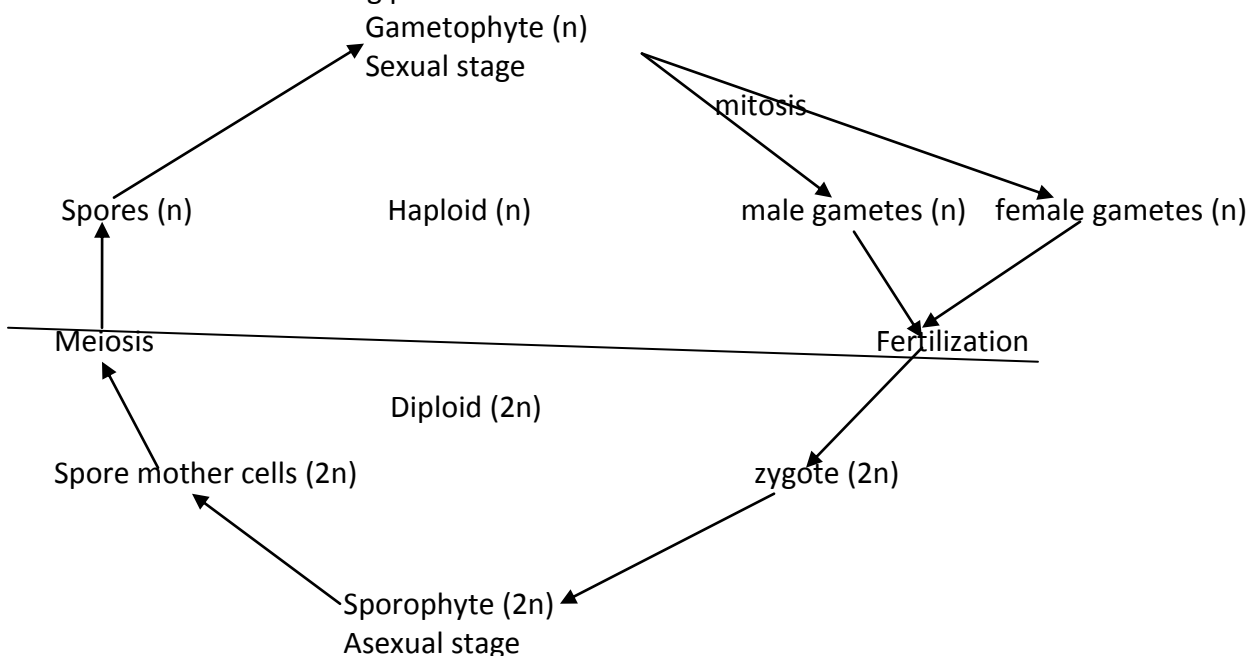 Gametophyte (n)
Sexual stage
mitosis
Spores (n)
Haploid (n)
male gametes (n)
female gametes (n)
Meiosis
Fertilization
Diploid (2n)
Spore mother cells (2n)
zygote (2n)
Sporophyte (2n)
Asexual stage